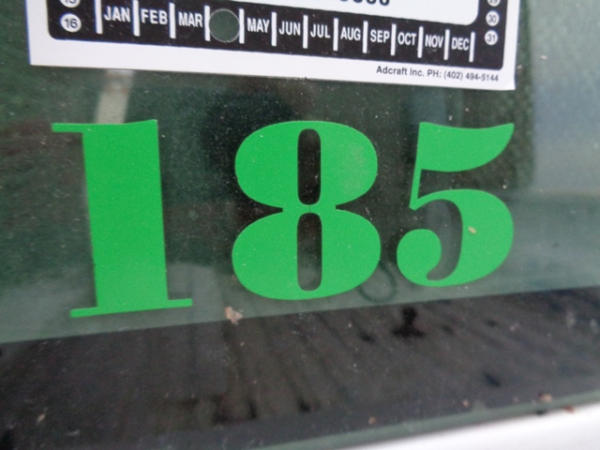 16 JAN FEB MAR MAY JUN JUL AUG SEP OCT NOV DEC 30
31
Adcraft Inc. PH: (402) 494-5144
185